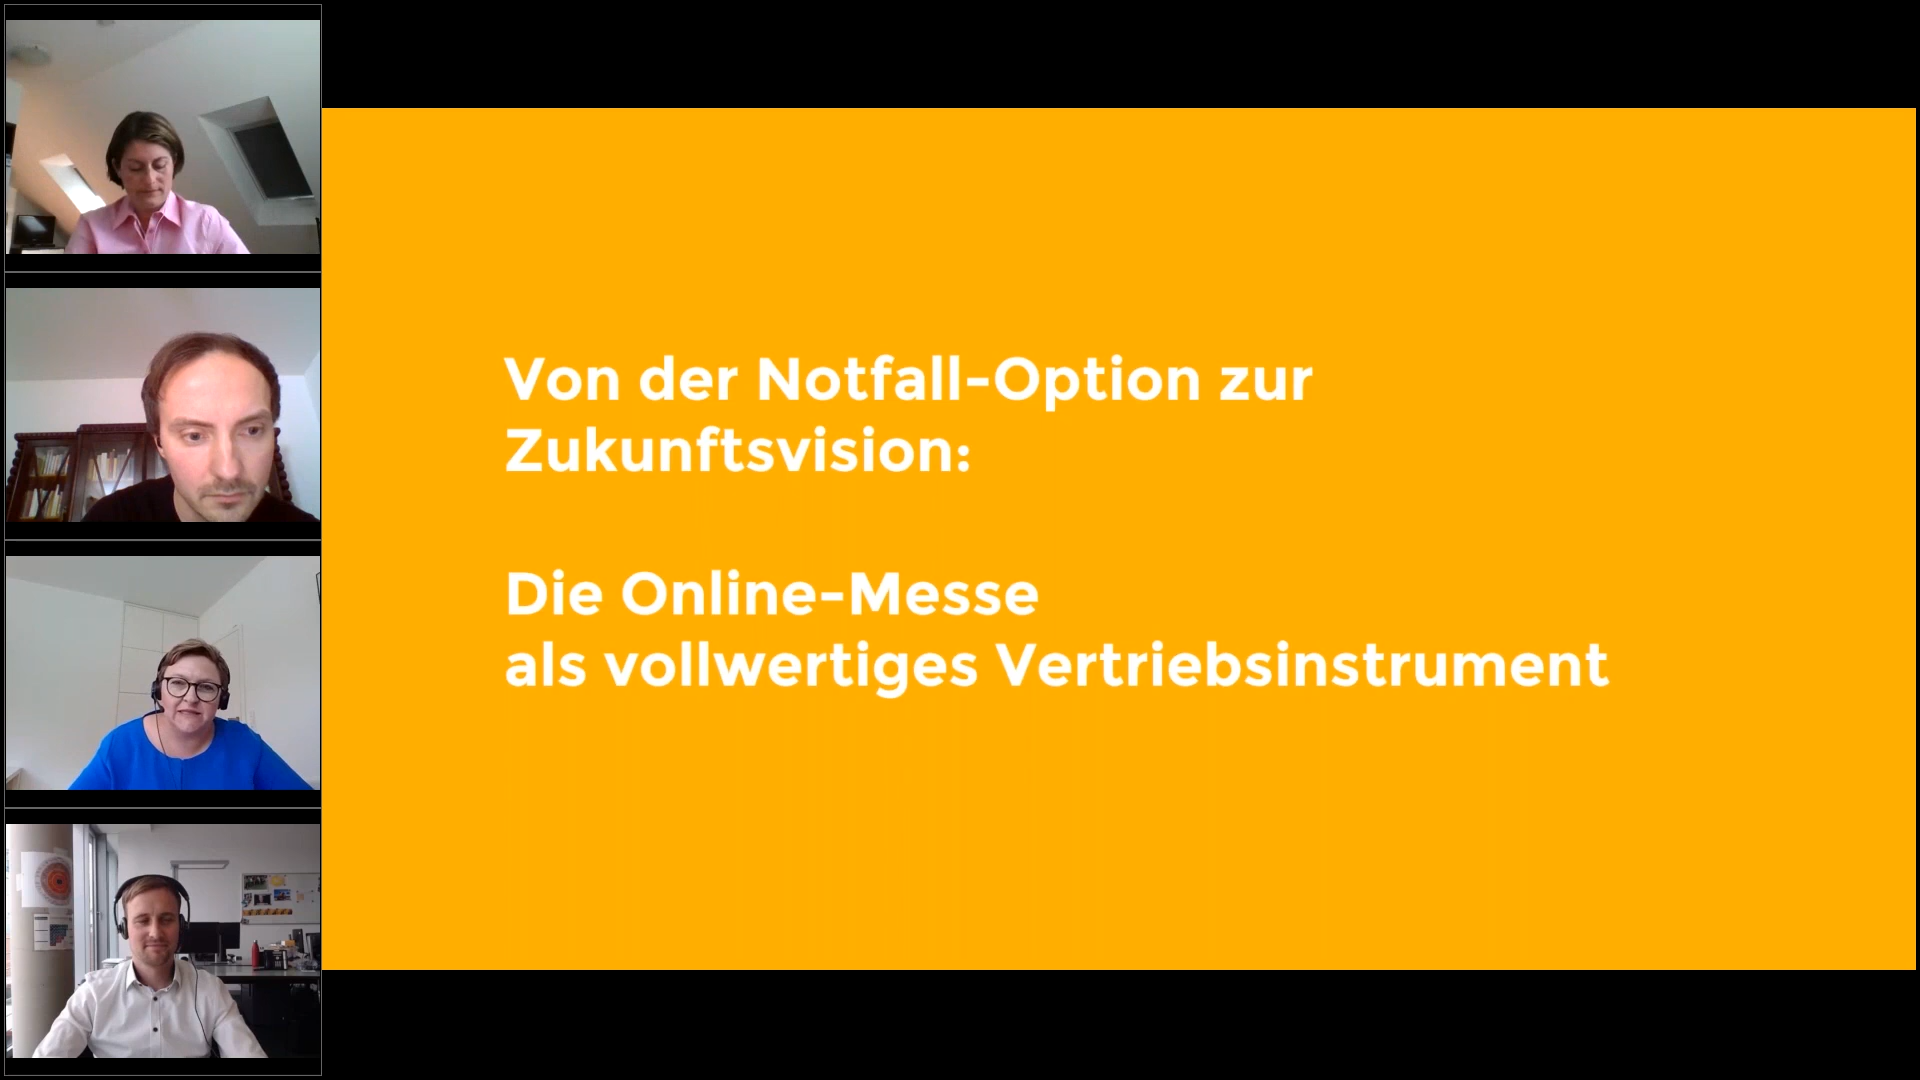 Von der Notfall-Option zur
Zukunftsvision:
Die Online-Messe
als vollwertiges Vertriebsinstrument